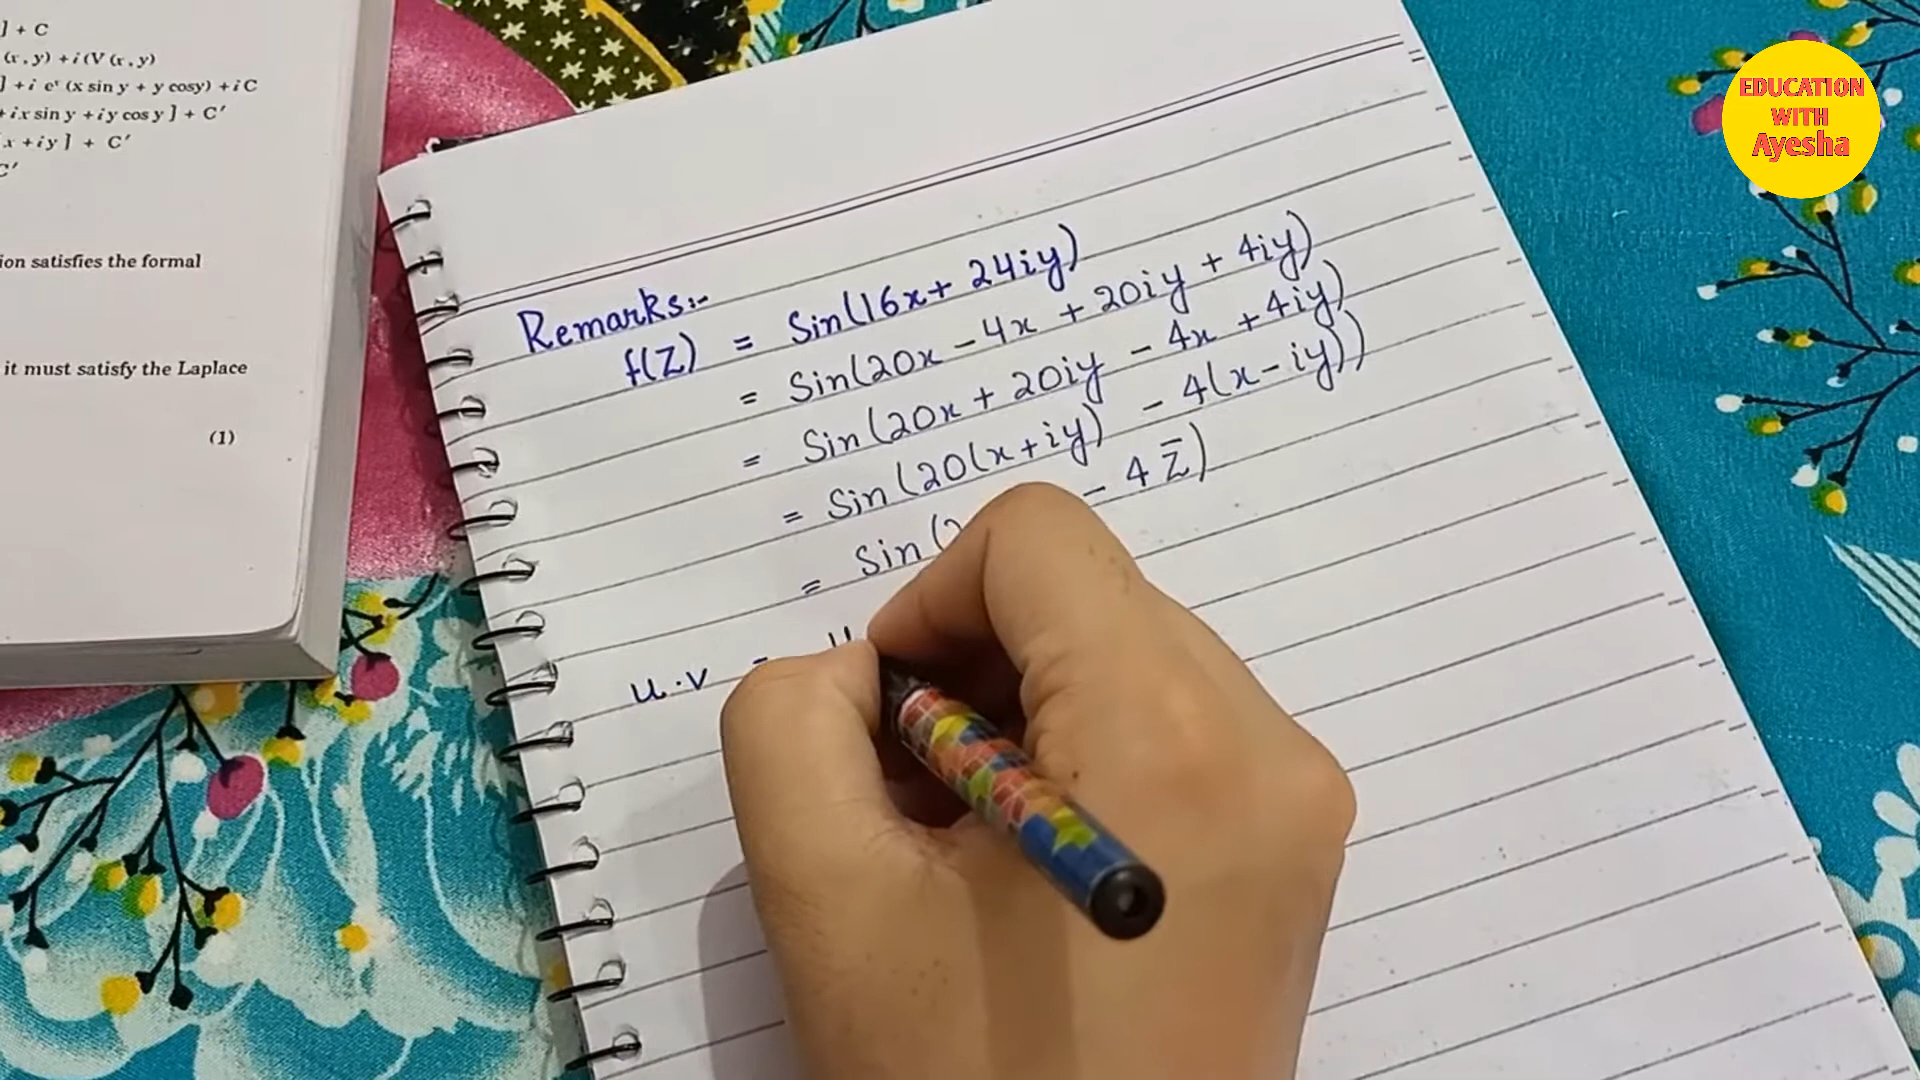 ] + C
(x, y) + i (V (x, y)
] + i eˣ (x sin y + y cosy) + i C
+ i x sin y + i y cos y ] + C′
x + iy ] + C′
C′
ion satisfies the formal
it must satisfy the Laplace
(1)
EDUCATION
WITH
Ayesha
Remarks:-
f(Z) = Sin(16x + 24iy)
= Sin(20x - 4x + 20iy + 4iy)
= Sin(20x + 20iy - 4x + 4iy)
= Sin(20(x+iy) - 4(x-iy))
= Sin( - 4 Z̄)
u.v =